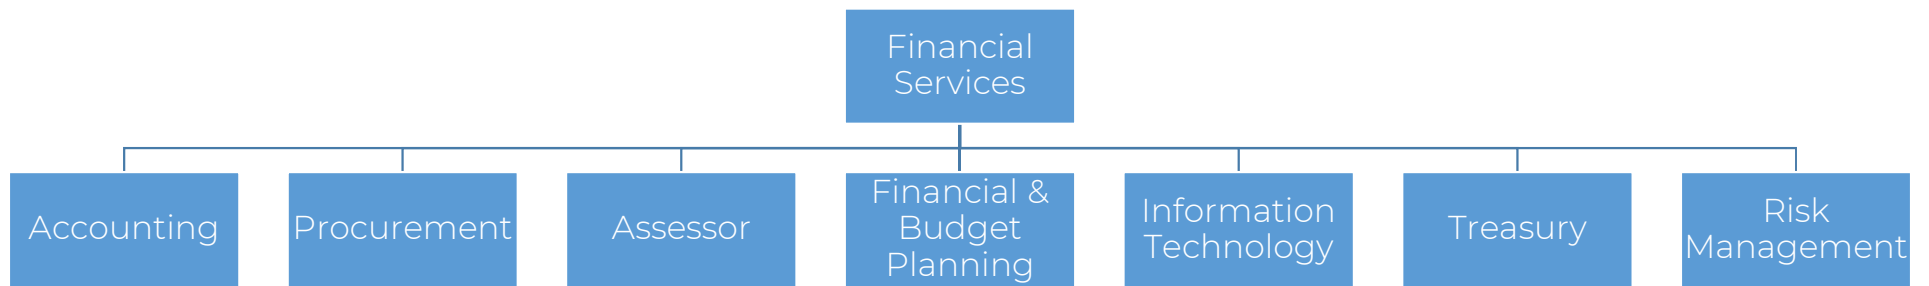 Financial
Services
Accounting
Procurement
Assessor
Financial &
Budget
Planning
Information
Technology
Treasury
Risk
Management